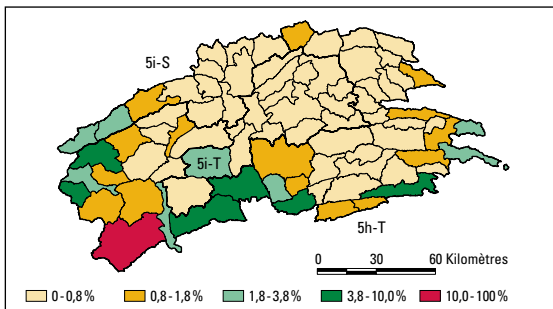 5i-S
5i-T
5h-T
0 30 60 Kilomètres
0 - 0,8 % 0,8 - 1,8 % 1,8 - 3,8 % 3,8 - 10,0 % 10,0 - 100 %